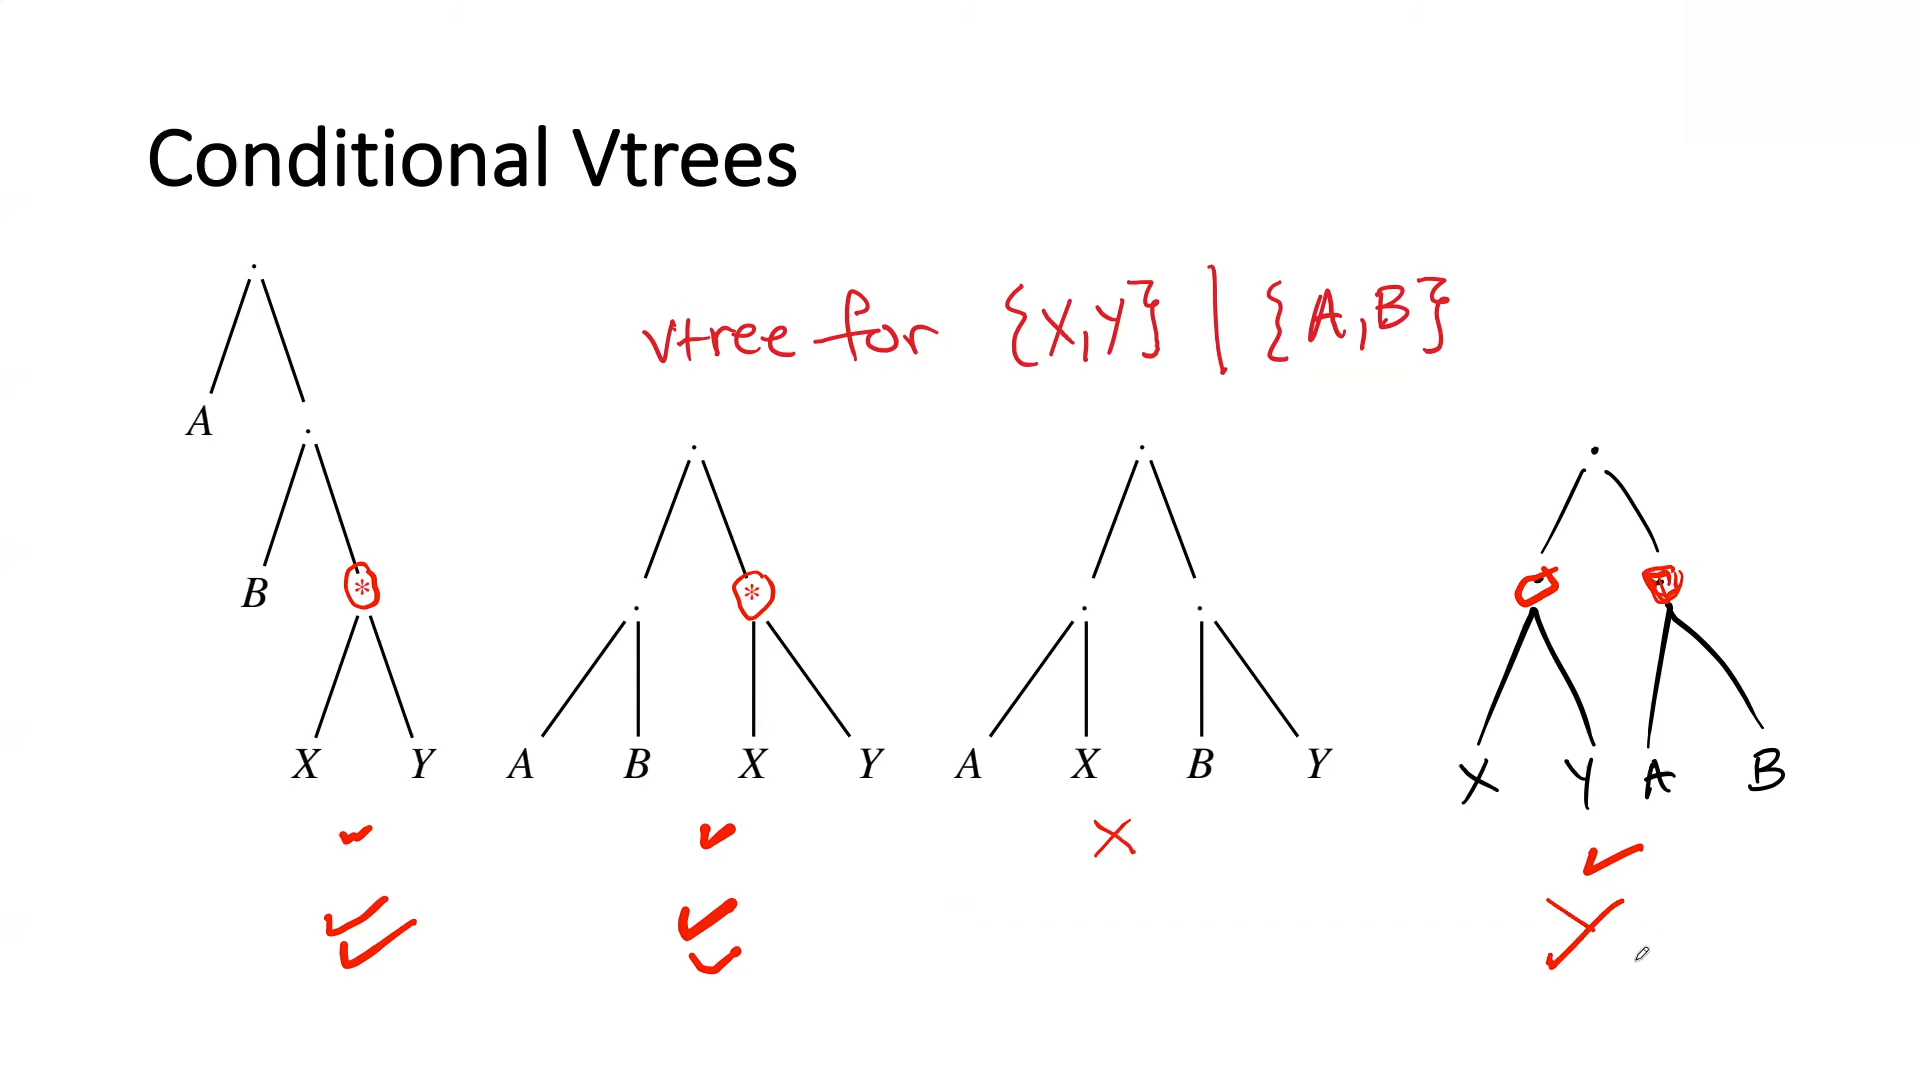 Conditional Vtrees
vtree for {X,Y} | {A,B}
A
B *
X Y
*
A B X Y
A X B Y
X Y A B